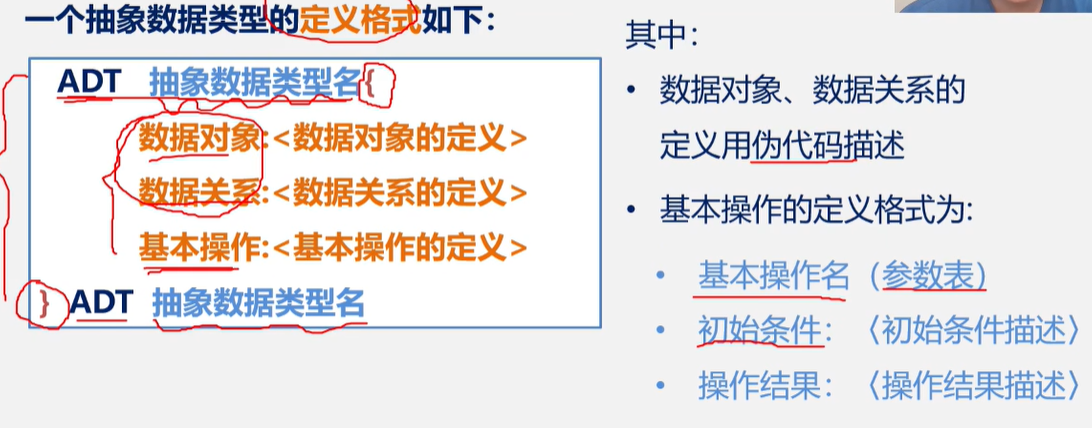 一个抽象数据类型的定义格式如下：
ADT 抽象数据类型名{
数据对象:<数据对象的定义>
数据关系:<数据关系的定义>
基本操作:<基本操作的定义>
} ADT 抽象数据类型名
其中：
• 数据对象、数据关系的
定义用伪代码描述
• 基本操作的定义格式为:
• 基本操作名（参数表）
• 初始条件：〈初始条件描述〉
• 操作结果：〈操作结果描述〉